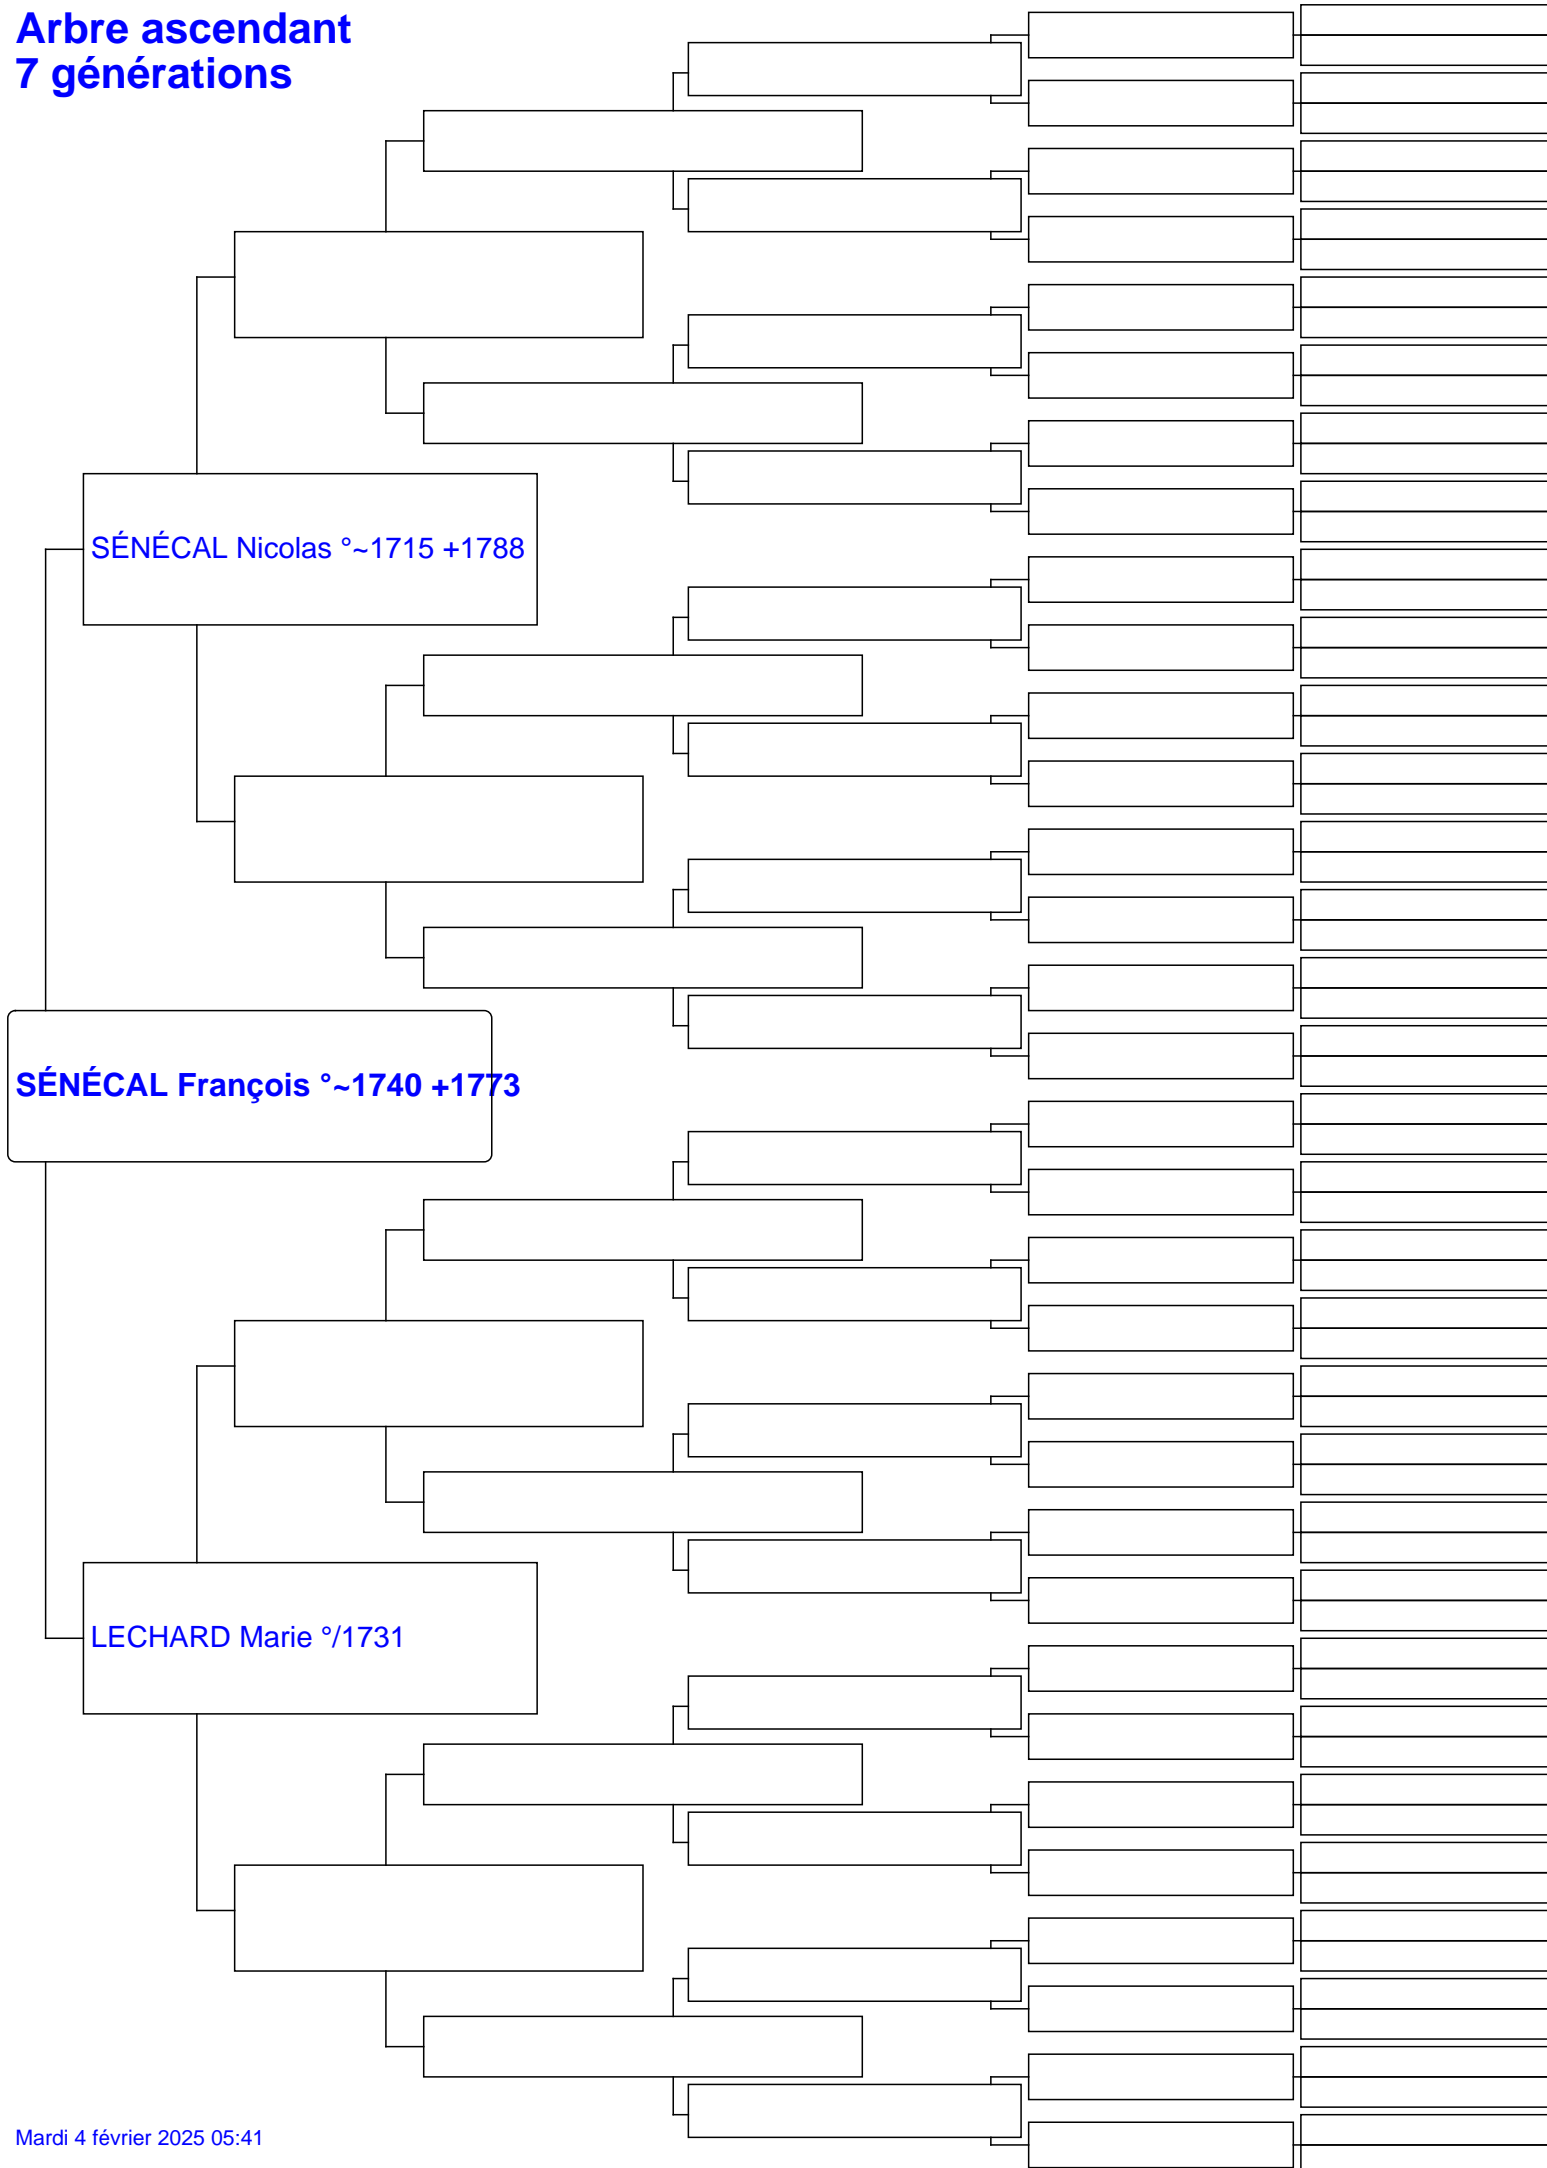 Arbre ascendant
7 générations
SÉNÉCAL Nicolas °~1715 +1788
SÉNÉCAL François °~1740 +1773
LECHARD Marie °/1731
Mardi 4 février 2025 05:41